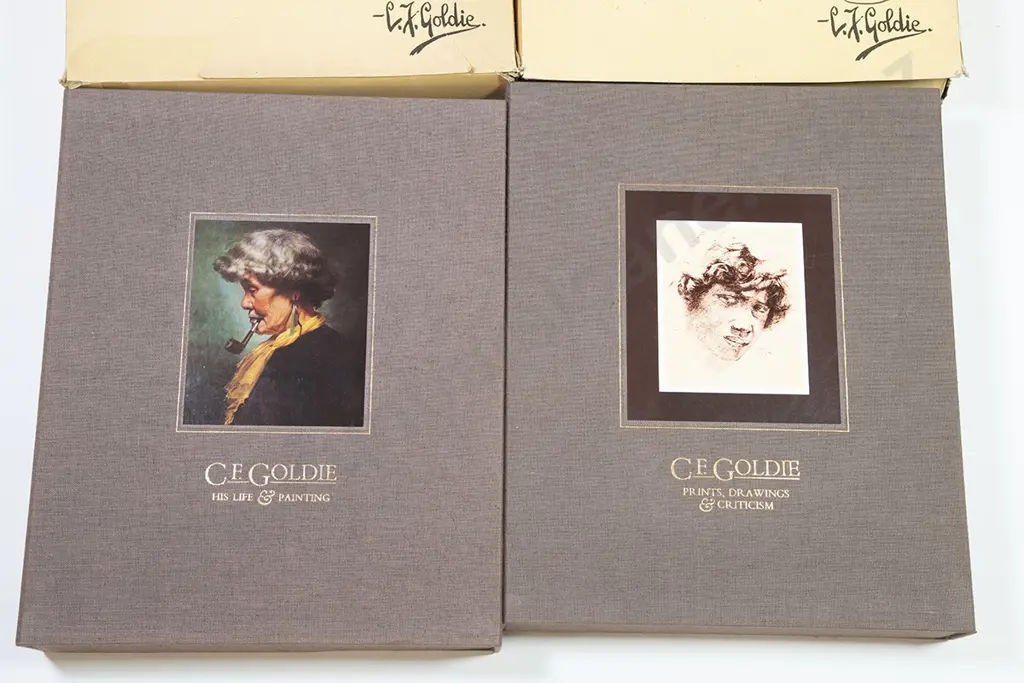 -C.F. Goldie.
-C.F. Goldie.
C.F. GOLDIE
HIS LIFE & PAINTING
C.F. GOLDIE
PRINTS, DRAWINGS
& CRITICISM